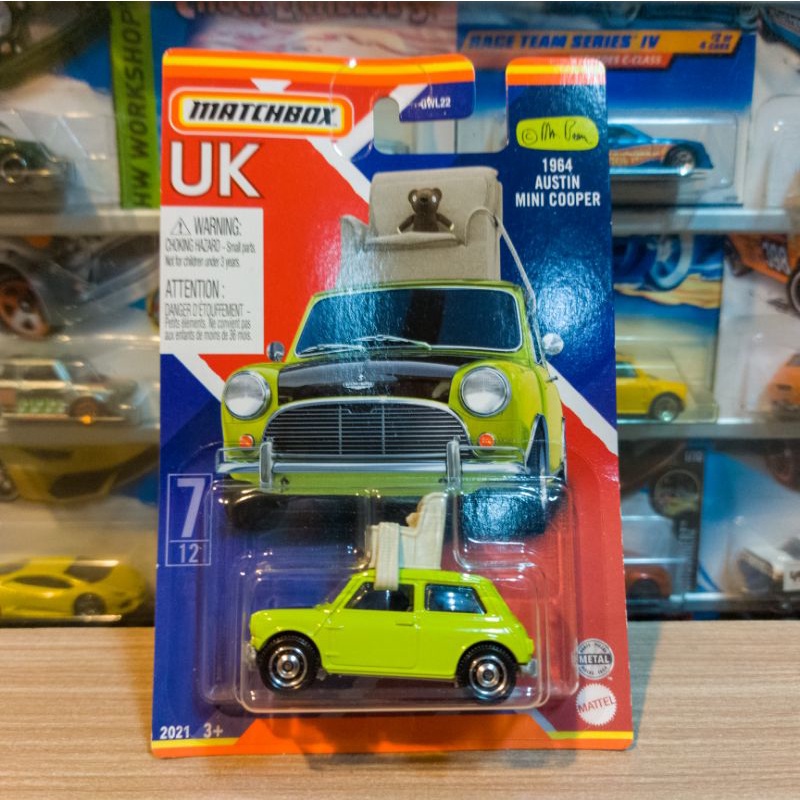 HW WORKSHOP
RACE TEAM SERIES IV
4 CARS
MATCHBOX
GWL22
UK
© Mr. Bean
1964
AUSTIN
MINI COOPER
WARNING:
CHOKING HAZARD - Small parts.
Not for children under 3 years.
ATTENTION :
DANGER D'ÉTOUFFEMENT -
Petits éléments. Ne convient pas
aux enfants de moins de 36 mois.
7
12
METAL
MATTEL
2021 3+